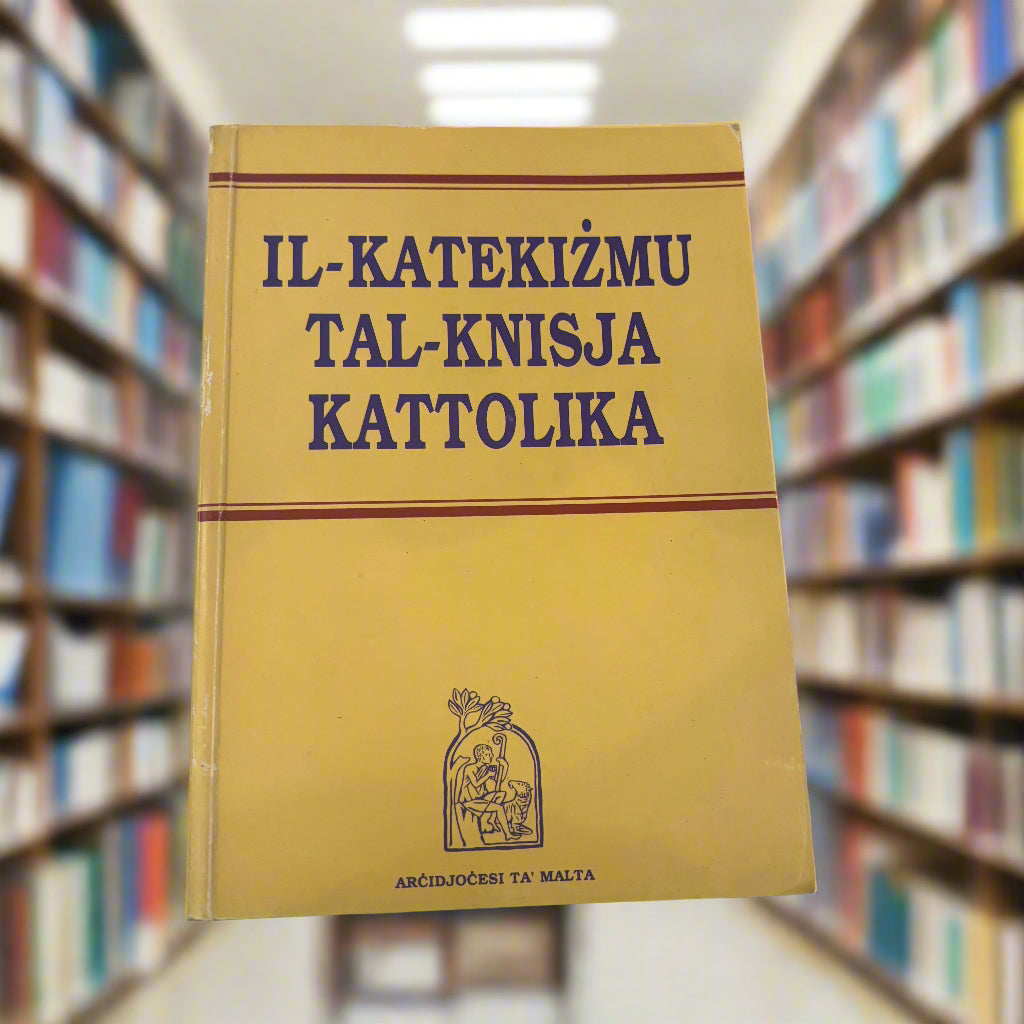 IL-KATEKIŻMU
TAL-KNISJA
KATTOLIKA
ARĊIDJOĊESI TA' MALTA